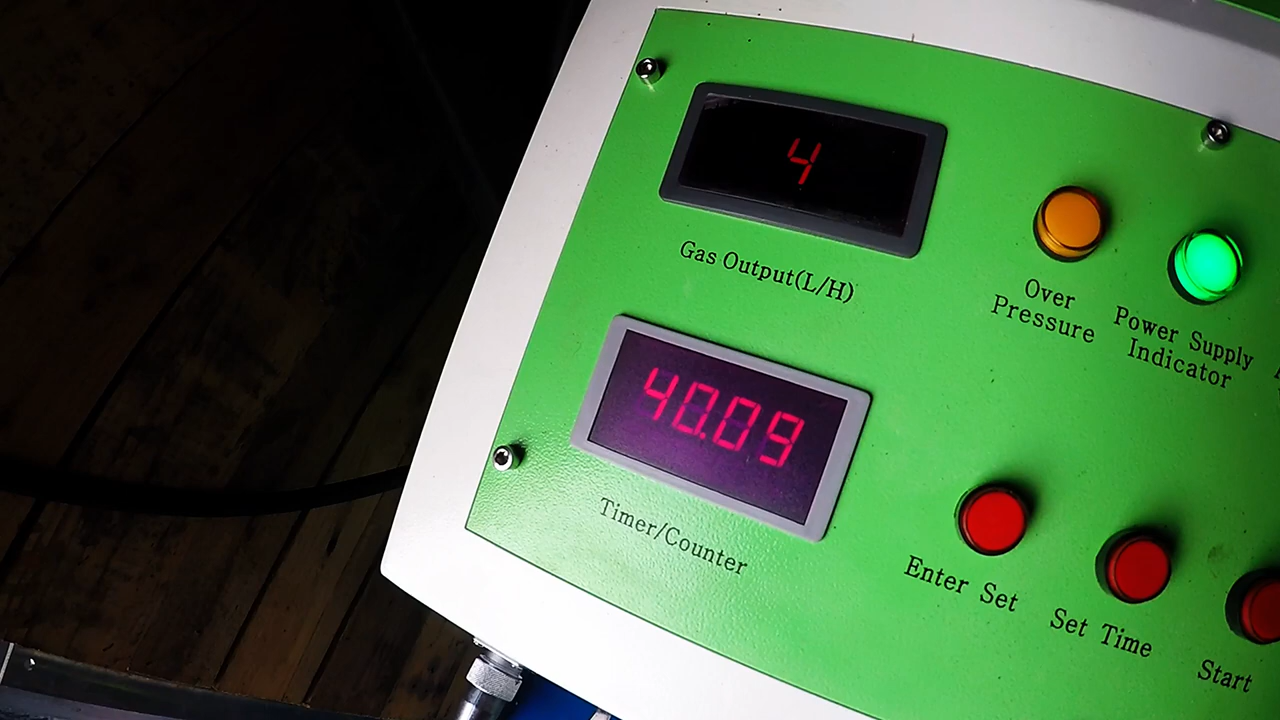 4
Gas Output(L/H)
Over
Pressure
Power Supply
Indicator
40.09
Timer/Counter
Enter Set
Set Time
Start